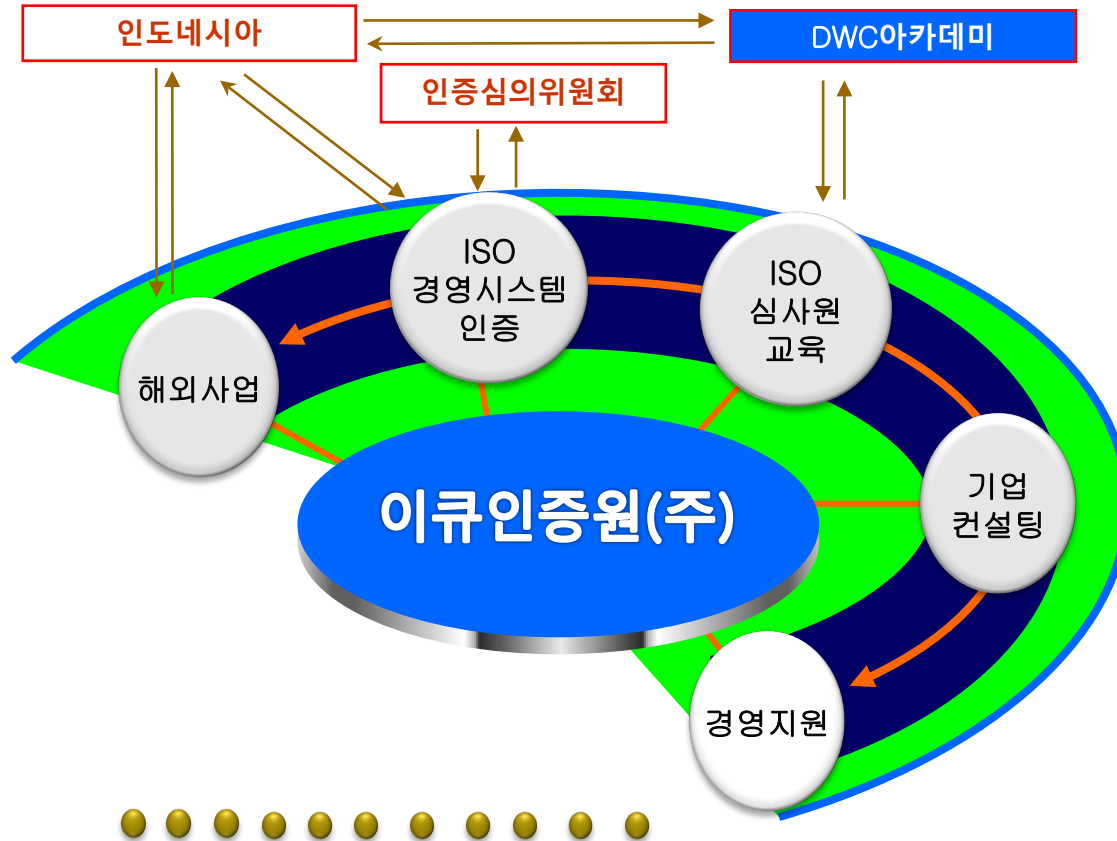 인도네시아
DWC아카데미
인증심의위원회
ISO
경영시스템
인증
ISO
심사원
교육
해외사업
기업
컨설팅
이큐인증원(주)
경영지원